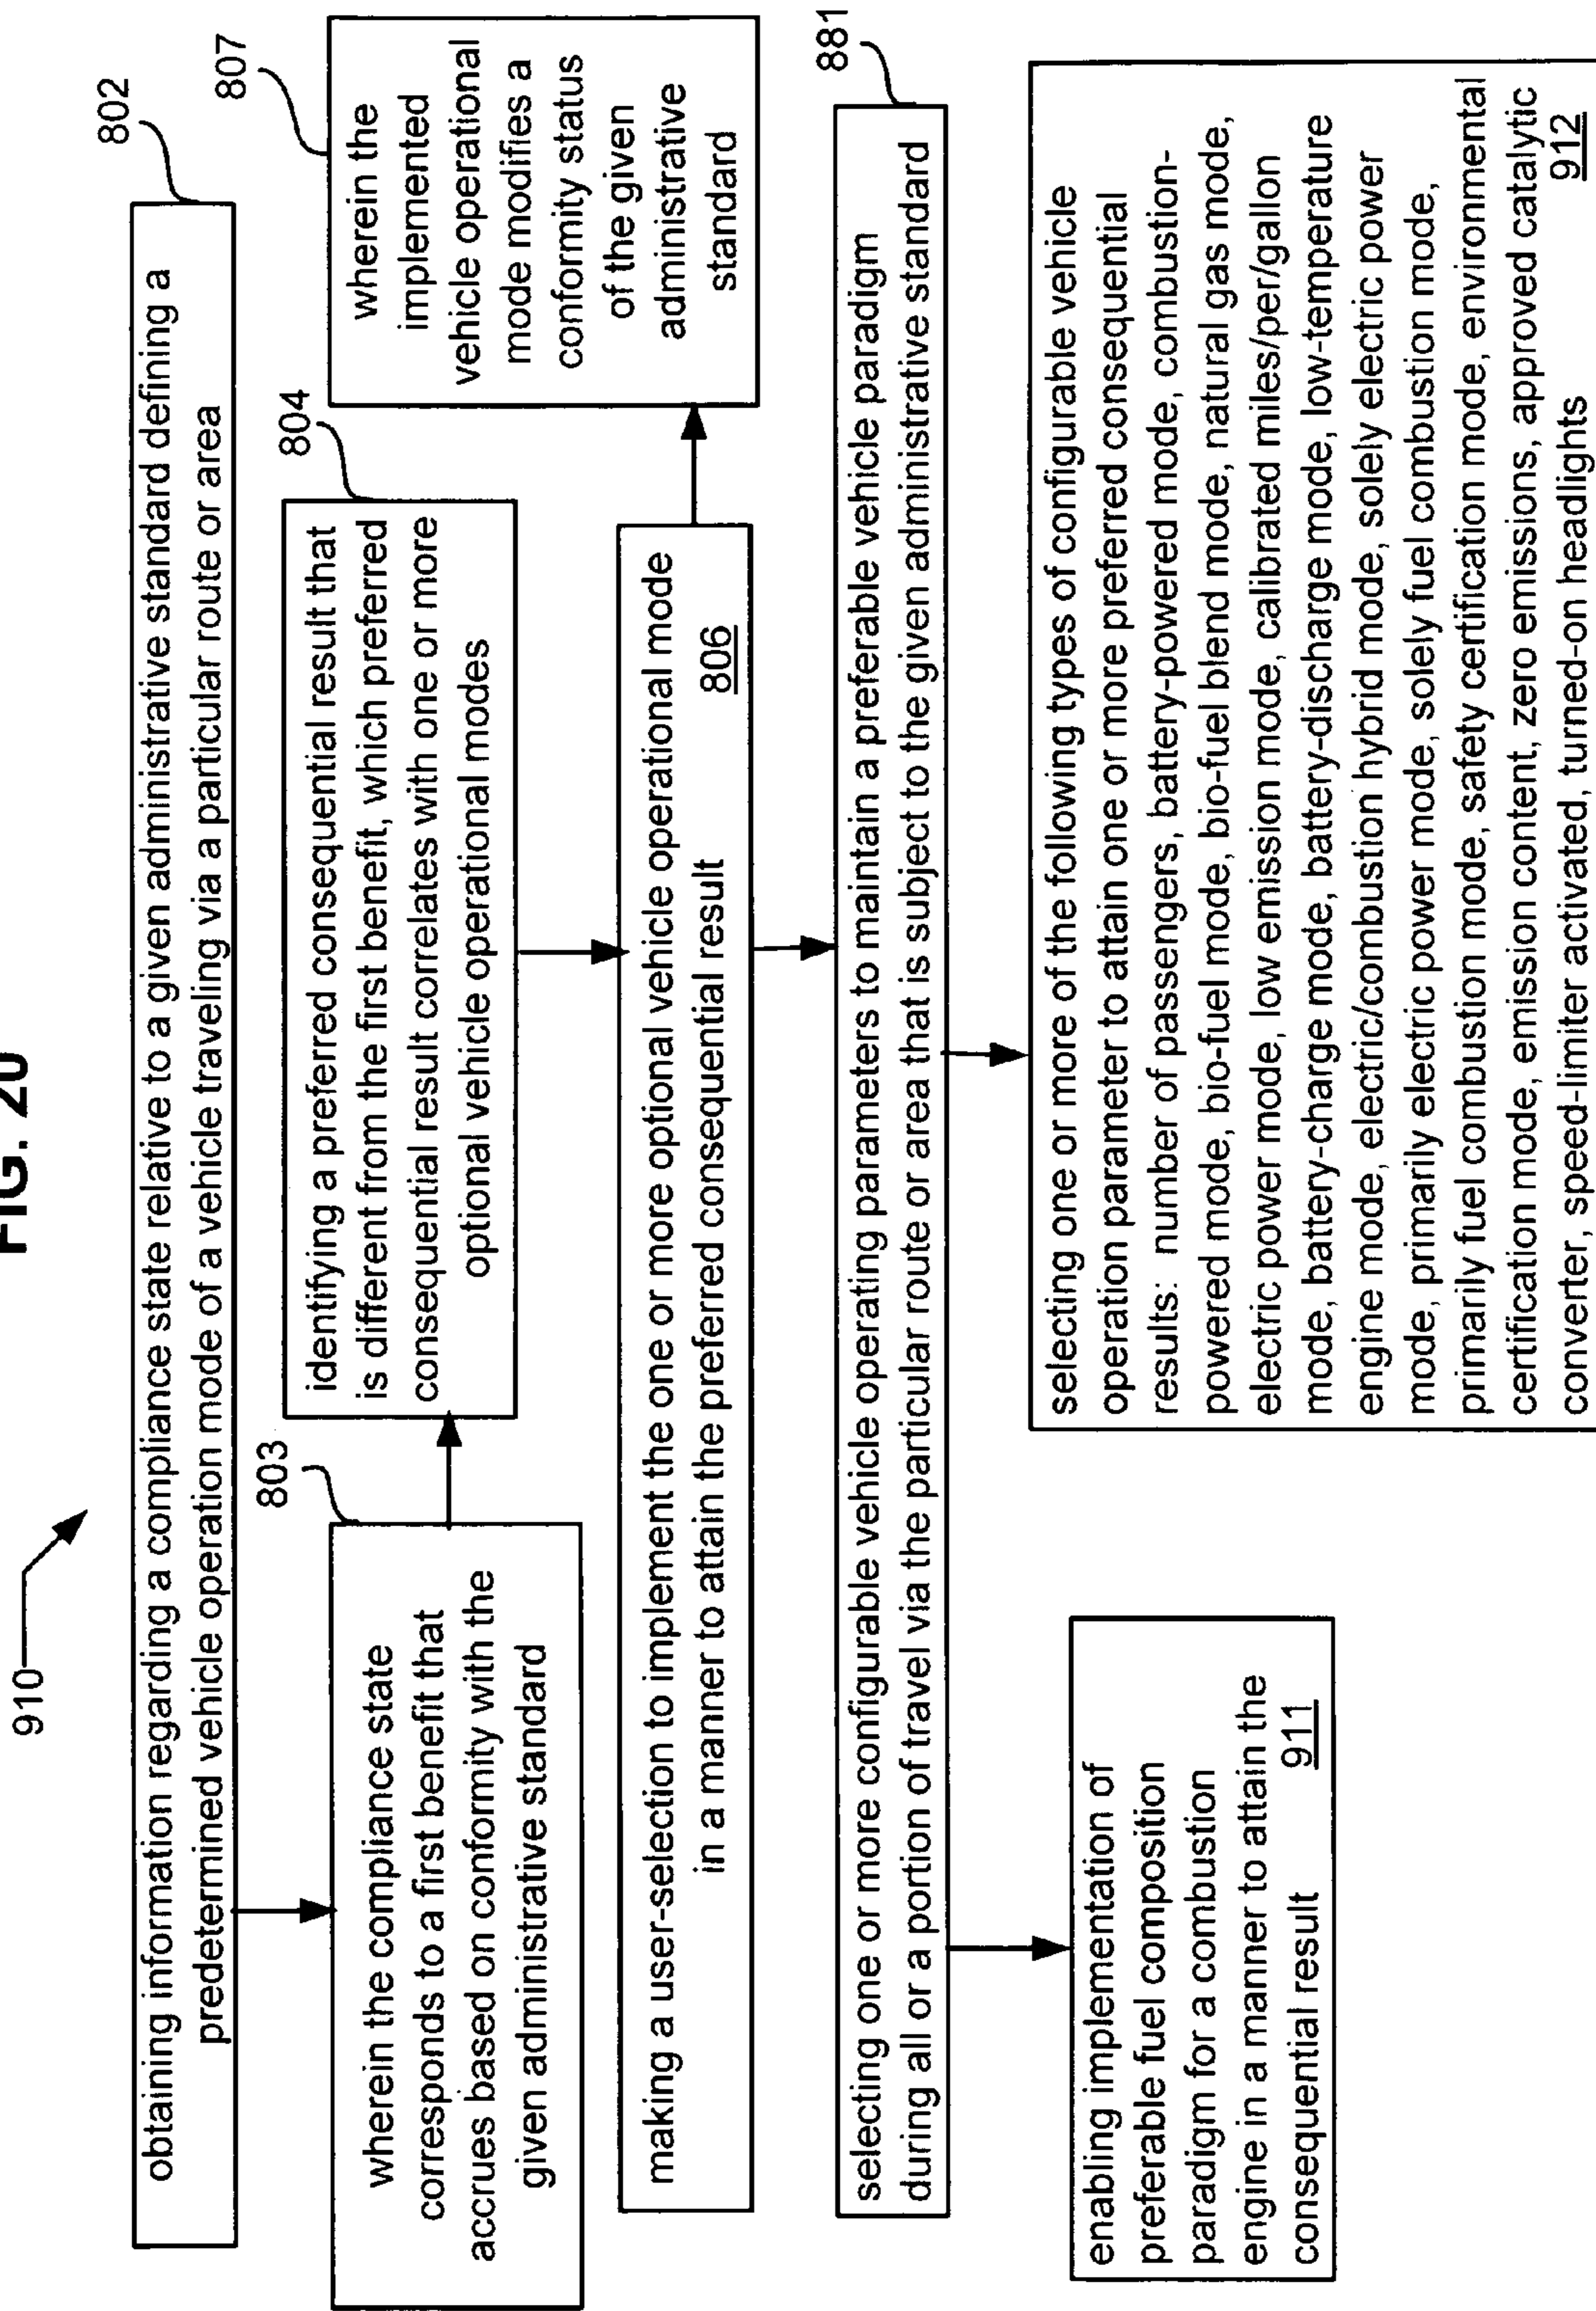 FIG. 20
910
802
obtaining information regarding a compliance state relative to a given administrative standard defining a
predetermined vehicle operation mode of a vehicle traveling via a particular route or area
803
wherein the compliance state
corresponds to a first benefit that
accrues based on conformity with the
given administrative standard
804
identifying a preferred consequential result that
is different from the first benefit, which preferred
consequential result correlates with one or more
optional vehicle operational modes
807
wherein the
implemented
vehicle operational
mode modifies a
conformity status
of the given
administrative
standard
making a user-selection to implement the one or more optional vehicle operational mode
in a manner to attain the preferred consequential result
806
881
selecting one or more configurable vehicle operating parameters to maintain a preferable vehicle paradigm
during all or a portion of travel via the particular route or area that is subject to the given administrative standard
enabling implementation of
preferable fuel composition
paradigm for a combustion
engine in a manner to attain the
consequential result
911
selecting one or more of the following types of configurable vehicle
operation parameter to attain one or more preferred consequential
results: number of passengers, battery-powered mode, combustion-
powered mode, bio-fuel mode, bio-fuel blend mode, natural gas mode,
electric power mode, low emission mode, calibrated miles/per/gallon
mode, battery-charge mode, battery-discharge mode, low-temperature
engine mode, electric/combustion hybrid mode, solely electric power
mode, primarily electric power mode, solely fuel combustion mode,
primarily fuel combustion mode, safety certification mode, environmental
certification mode, emission content, zero emissions, approved catalytic
converter, speed-limiter activated, turned-on headlights
912